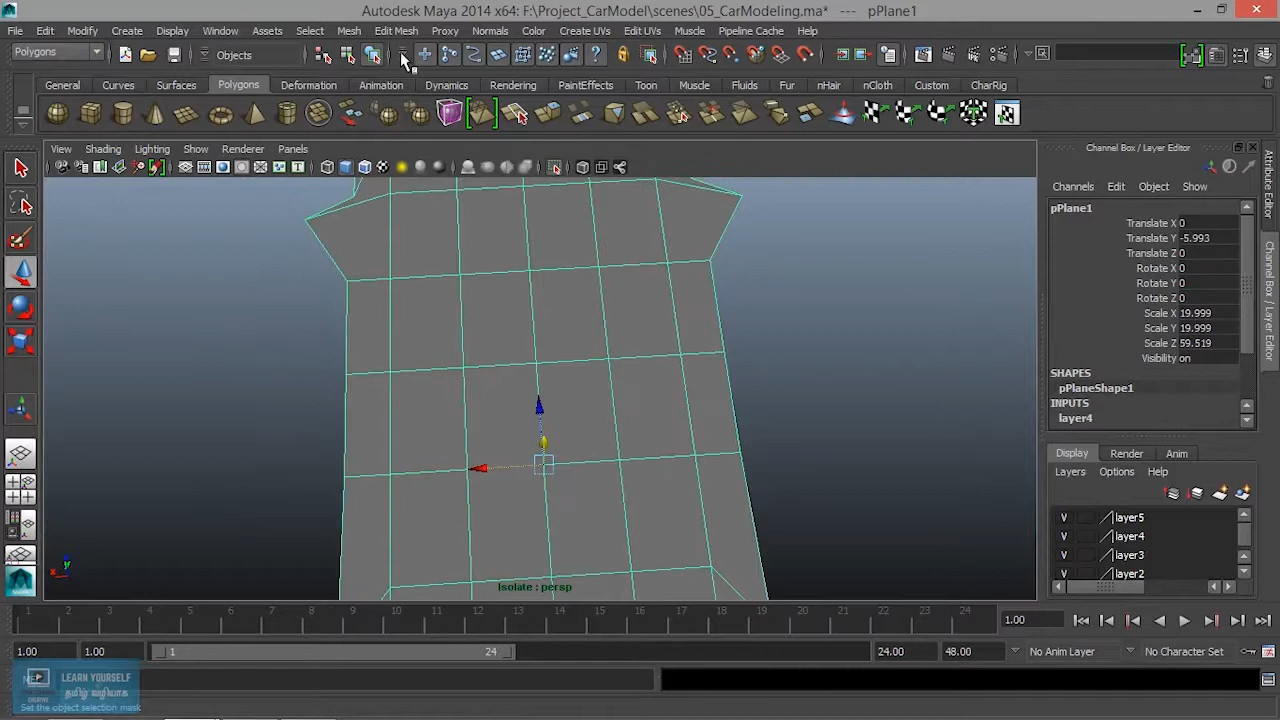 Autodesk Maya 2014 x64: F:\Project_CarModel\scenes\05_CarModeling.ma* --- pPlane1
File Edit Modify Create Display Window Assets Select Mesh Edit Mesh Proxy Normals Color Create UVs Edit UVs Muscle Pipeline Cache Help
Polygons Objects
General Curves Surfaces Polygons Deformation Animation Dynamics Rendering PaintEffects Toon Muscle Fluids Fur nHair nCloth Custom CharRig
View Shading Lighting Show Renderer Panels
Channel Box / Layer Editor
Channels Edit Object Show
pPlane1
Translate X 0
Translate Y -5.993
Translate Z 0
Rotate X 0
Rotate Y 0
Rotate Z 0
Scale X 19.999
Scale Y 19.999
Scale Z 59.519
Visibility on
SHAPES
pPlaneShape1
INPUTS
layer4
Display Render Anim
Layers Options Help
V layer5
V layer4
V layer3
V layer2
Attribute Editor
Channel Box / Layer Editor
Isolate : persp
1 2 3 4 5 6 7 8 9 10 11 12 13 14 15 16 17 18 19 20 21 22 23 24 1.00
1.00 1.00 1 24 24.00 48.00 No Anim Layer No Character Set
LEARN YOURSELF
தமிழ் வழியாக
Set the object selection mask